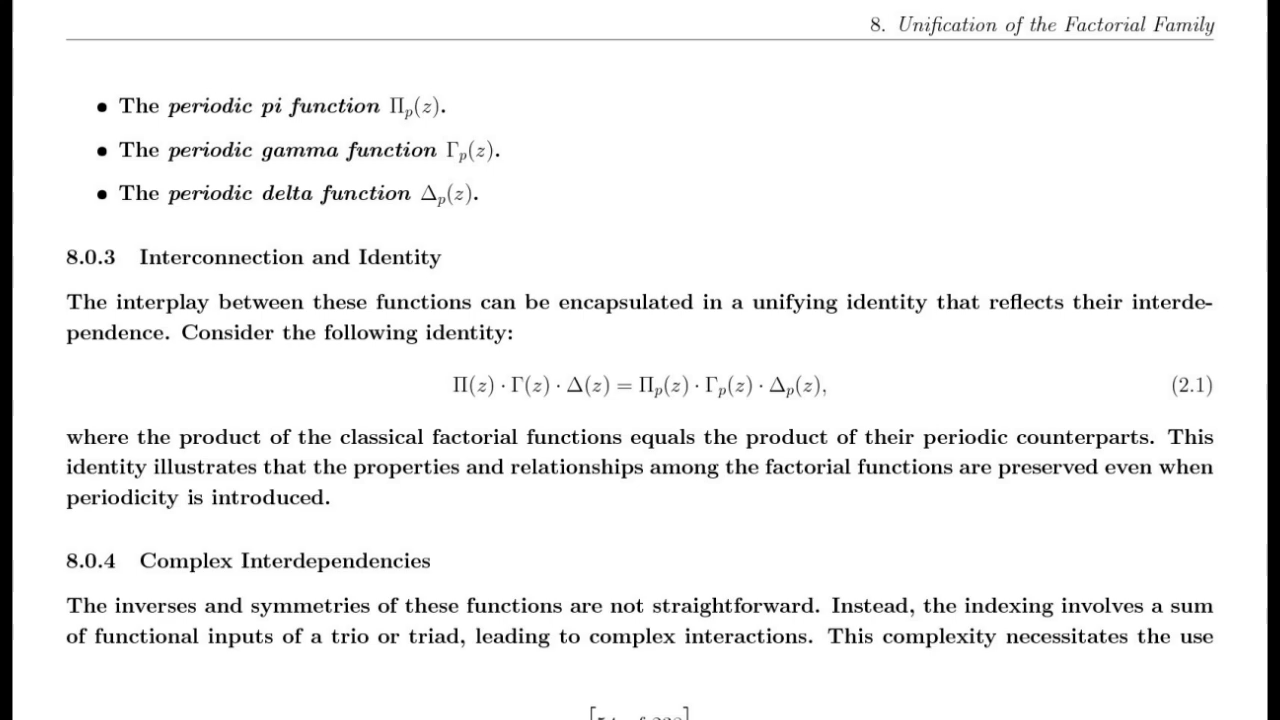 8. Unification of the Factorial Family
• The periodic pi function Πₚ(z).
• The periodic gamma function Γₚ(z).
• The periodic delta function Δₚ(z).
8.0.3 Interconnection and Identity
The interplay between these functions can be encapsulated in a unifying identity that reflects their interde-
pendence. Consider the following identity:
Π(z) · Γ(z) · Δ(z) = Πₚ(z) · Γₚ(z) · Δₚ(z), (2.1)
where the product of the classical factorial functions equals the product of their periodic counterparts. This
identity illustrates that the properties and relationships among the factorial functions are preserved even when
periodicity is introduced.
8.0.4 Complex Interdependencies
The inverses and symmetries of these functions are not straightforward. Instead, the indexing involves a sum
of functional inputs of a trio or triad, leading to complex interactions. This complexity necessitates the use